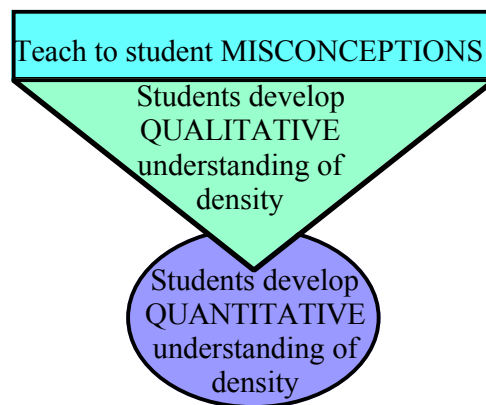 Teach to student MISCONCEPTIONS
Students develop
QUALITATIVE
understanding of
density
Students develop
QUANTITATIVE
understanding of
density